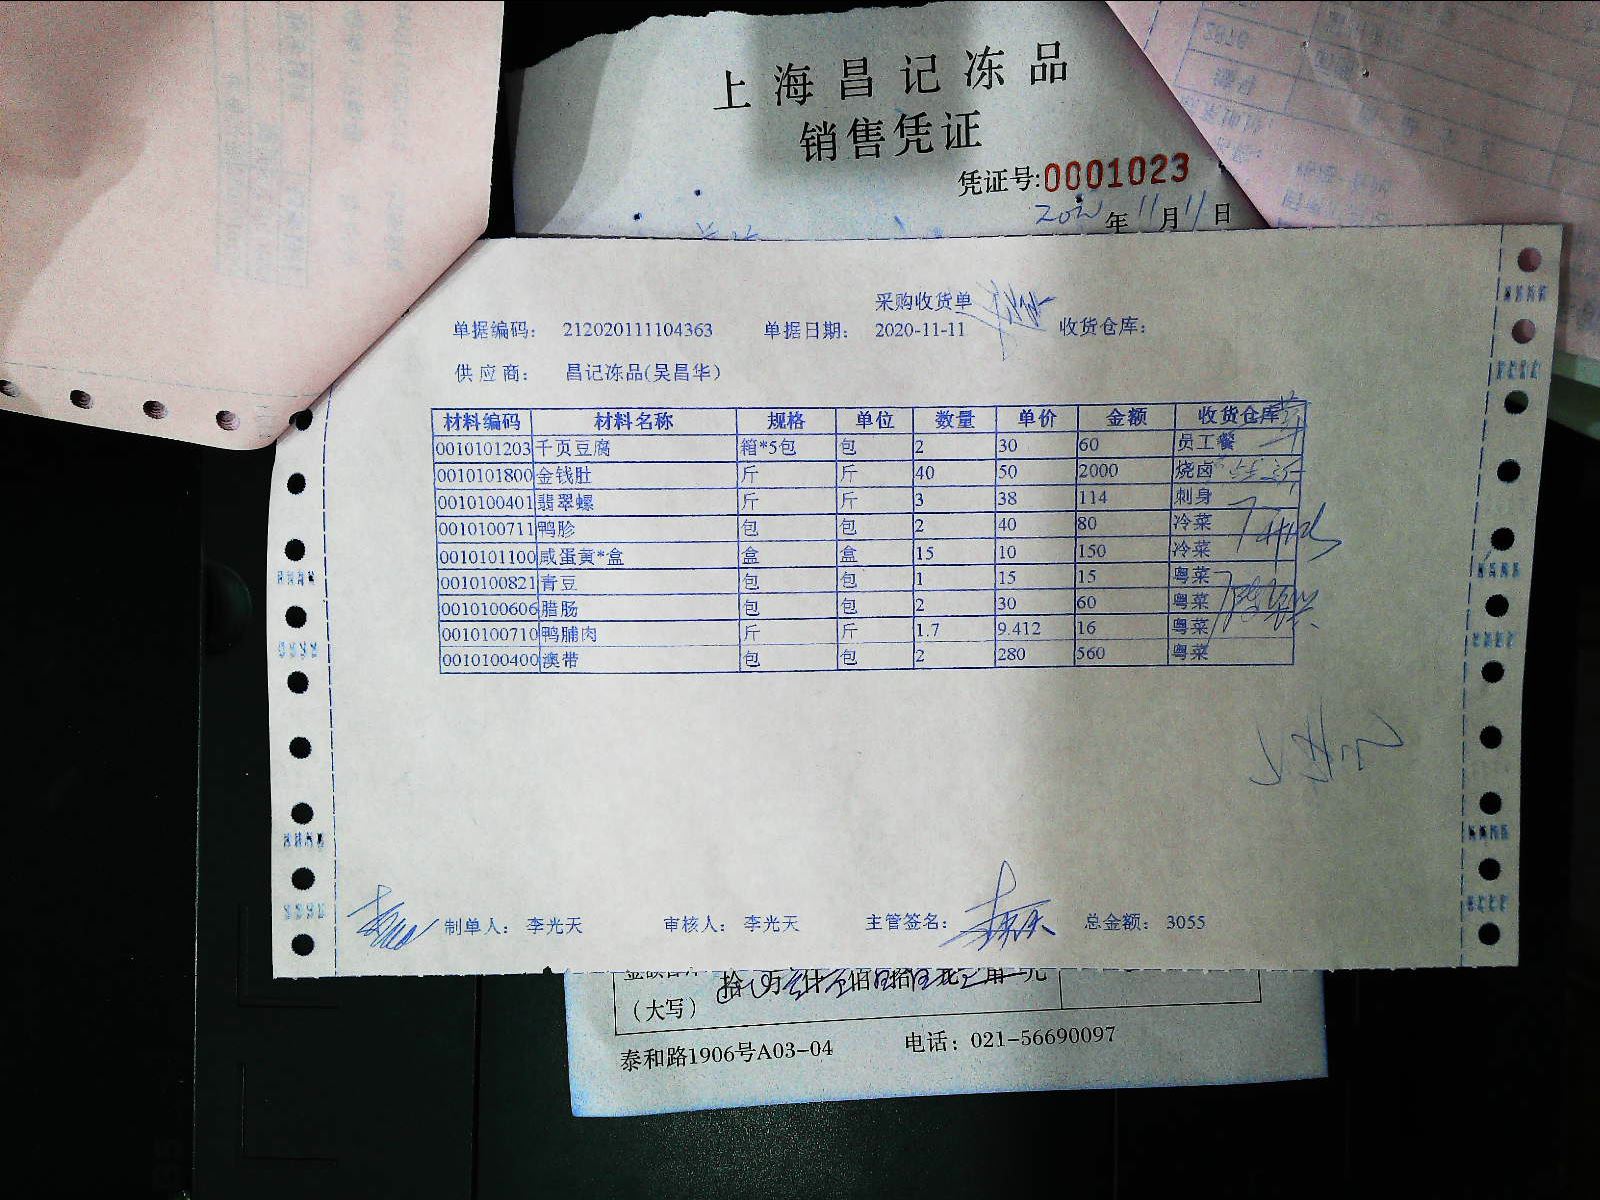 上海昌记冻品
销售凭证
凭证号:0001023
年11月11日
采购收货单
单据编码: 212020111104363 单据日期: 2020-11-11 收货仓库:
供应商: 昌记冻品(吴昌华)
材料编码 材料名称 规格 单位 数量 单价 金额 收货仓库
0010101203 千页豆腐 箱*5包 包 2 30 60 员工餐
0010101800 金钱肚 斤 斤 40 50 2000 烧卤
0010100401 翡翠螺 斤 斤 3 38 114 刺身
0010100711 鸭胗 包 包 2 40 80 冷菜
0010101100 咸蛋黄*盒 盒 盒 15 10 150 冷菜
0010100821 青豆 包 包 1 15 15 粤菜
0010100606 腊肠 包 包 2 30 60 粤菜
0010100710 鸭脯肉 斤 斤 1.7 9.412 16 粤菜
0010100400 澳带 包 包 2 280 560 粤菜
制单人: 李光天 审核人: 李光天 主管签名: 总金额: 3055
拾 万 仟 佰 拾 元 角
(大写)
泰和路1906号A03-04 电话: 021-56690097